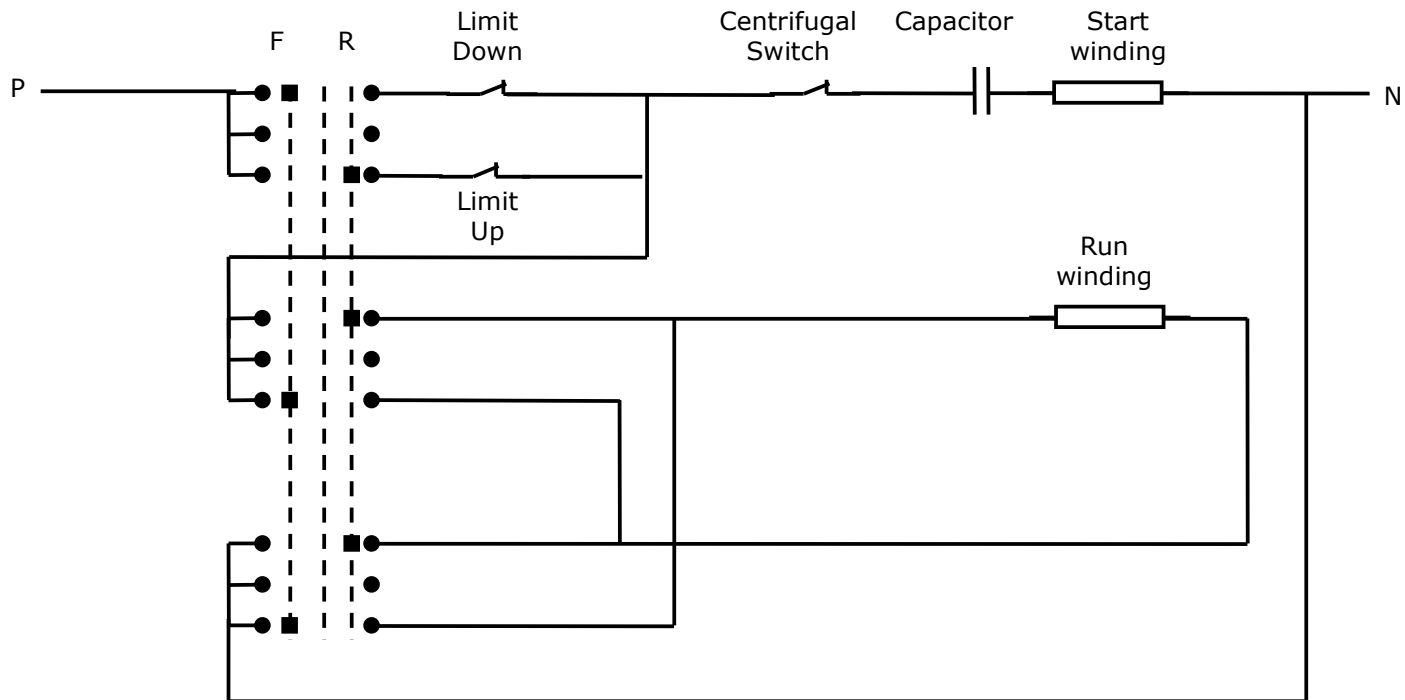 P
F
R
Limit
Down
Centrifugal
Switch
Capacitor
Start
winding
N
Limit
Up
Run
winding